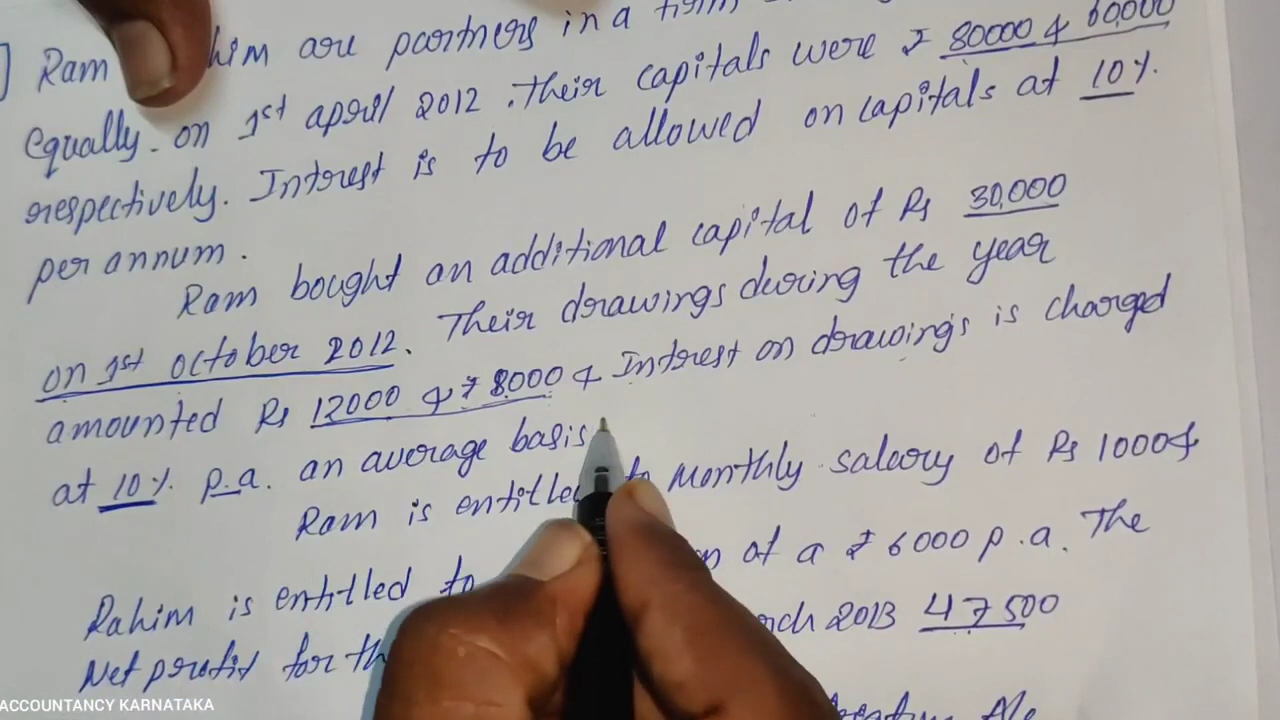 Ram him are partners in a firm
equally. on 1st april 2012. Their capitals were ₹ 80000 & 60,000
respectively. Interest is to be allowed on capitals at 10%.
per annum.
Ram bought an additional capital of Rs 30,000
on 1st October 2012. Their drawings during the year
amounted Rs 12000 & ₹ 8000 & Interest on drawings is charged
at 10% p.a. an average basis
Ram is entitled to Monthly salary of Rs 1000 &
Rahim is entitled to of a ₹ 6000 p.a. The
Net profit for th 2013 47500
ACCOUNTANCY KARNATAKA